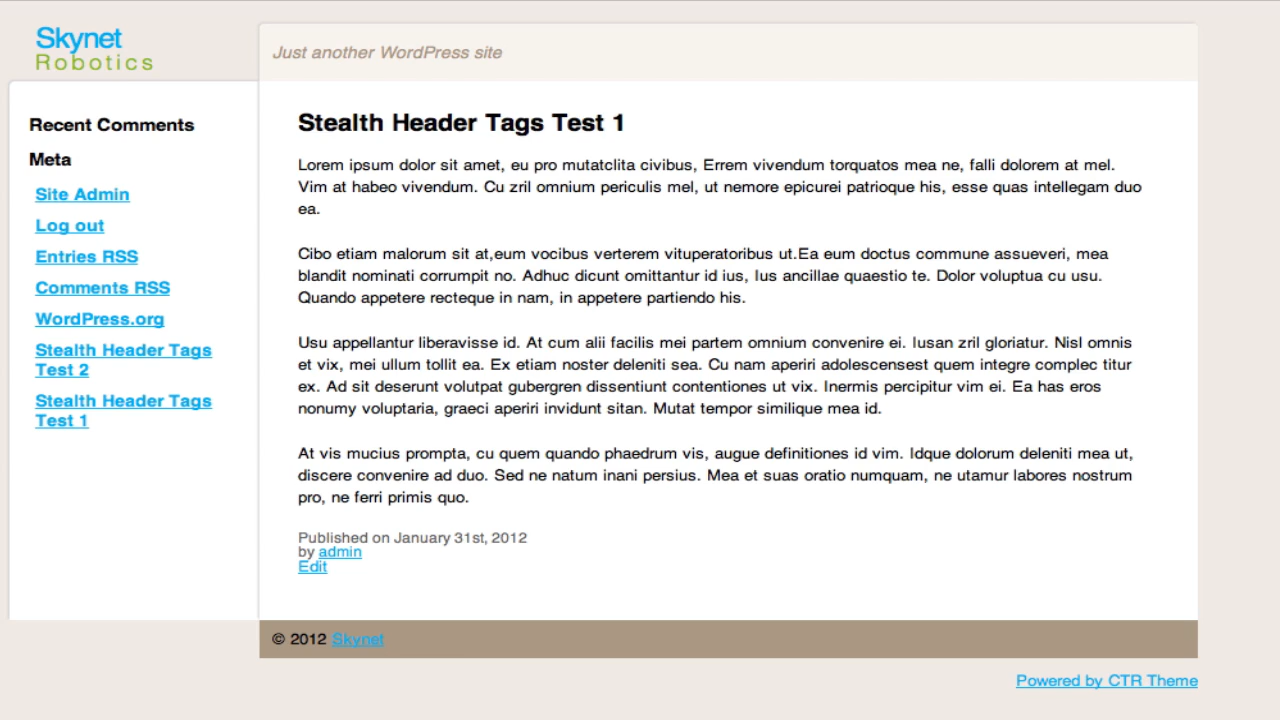 Skynet
Robotics
Just another WordPress site
Recent Comments
Meta
Site Admin
Log out
Entries RSS
Comments RSS
WordPress.org
Stealth Header Tags
Test 2
Stealth Header Tags
Test 1
Stealth Header Tags Test 1
Lorem ipsum dolor sit amet, eu pro mutatclita civibus, Errem vivendum torquatos mea ne, falli dolorem at mel.
Vim at habeo vivendum. Cu zril omnium periculis mel, ut nemore epicurei patrioque his, esse quas intellegam duo
ea.
Cibo etiam malorum sit at,eum vocibus verterem vituperatoribus ut.Ea eum doctus commune assueveri, mea
blandit nominati corrumpit no. Adhuc dicunt omittantur id ius, Ius ancillae quaestio te. Dolor voluptua cu usu.
Quando appetere recteque in nam, in appetere partiendo his.
Usu appellantur liberavisse id. At cum alii facilis mei partem omnium convenire ei. Iusan zril gloriatur. Nisl omnis
et vix, mei ullum tollit ea. Ex etiam noster deleniti sea. Cu nam aperiri adolescensest quem integre complec titur
ex. Ad sit deserunt volutpat gubergren dissentiunt contentiones ut vix. Inermis percipitur vim ei. Ea has eros
nonumy voluptaria, graeci aperiri invidunt sitan. Mutat tempor similique mea id.
At vis mucius prompta, cu quem quando phaedrum vis, augue definitiones id vim. Idque dolorum deleniti mea ut,
discere convenire ad duo. Sed ne natum inani persius. Mea et suas oratio numquam, ne utamur labores nostrum
pro, ne ferri primis quo.
Published on January 31st, 2012
by admin
Edit
© 2012 Skynet
Powered by CTR Theme